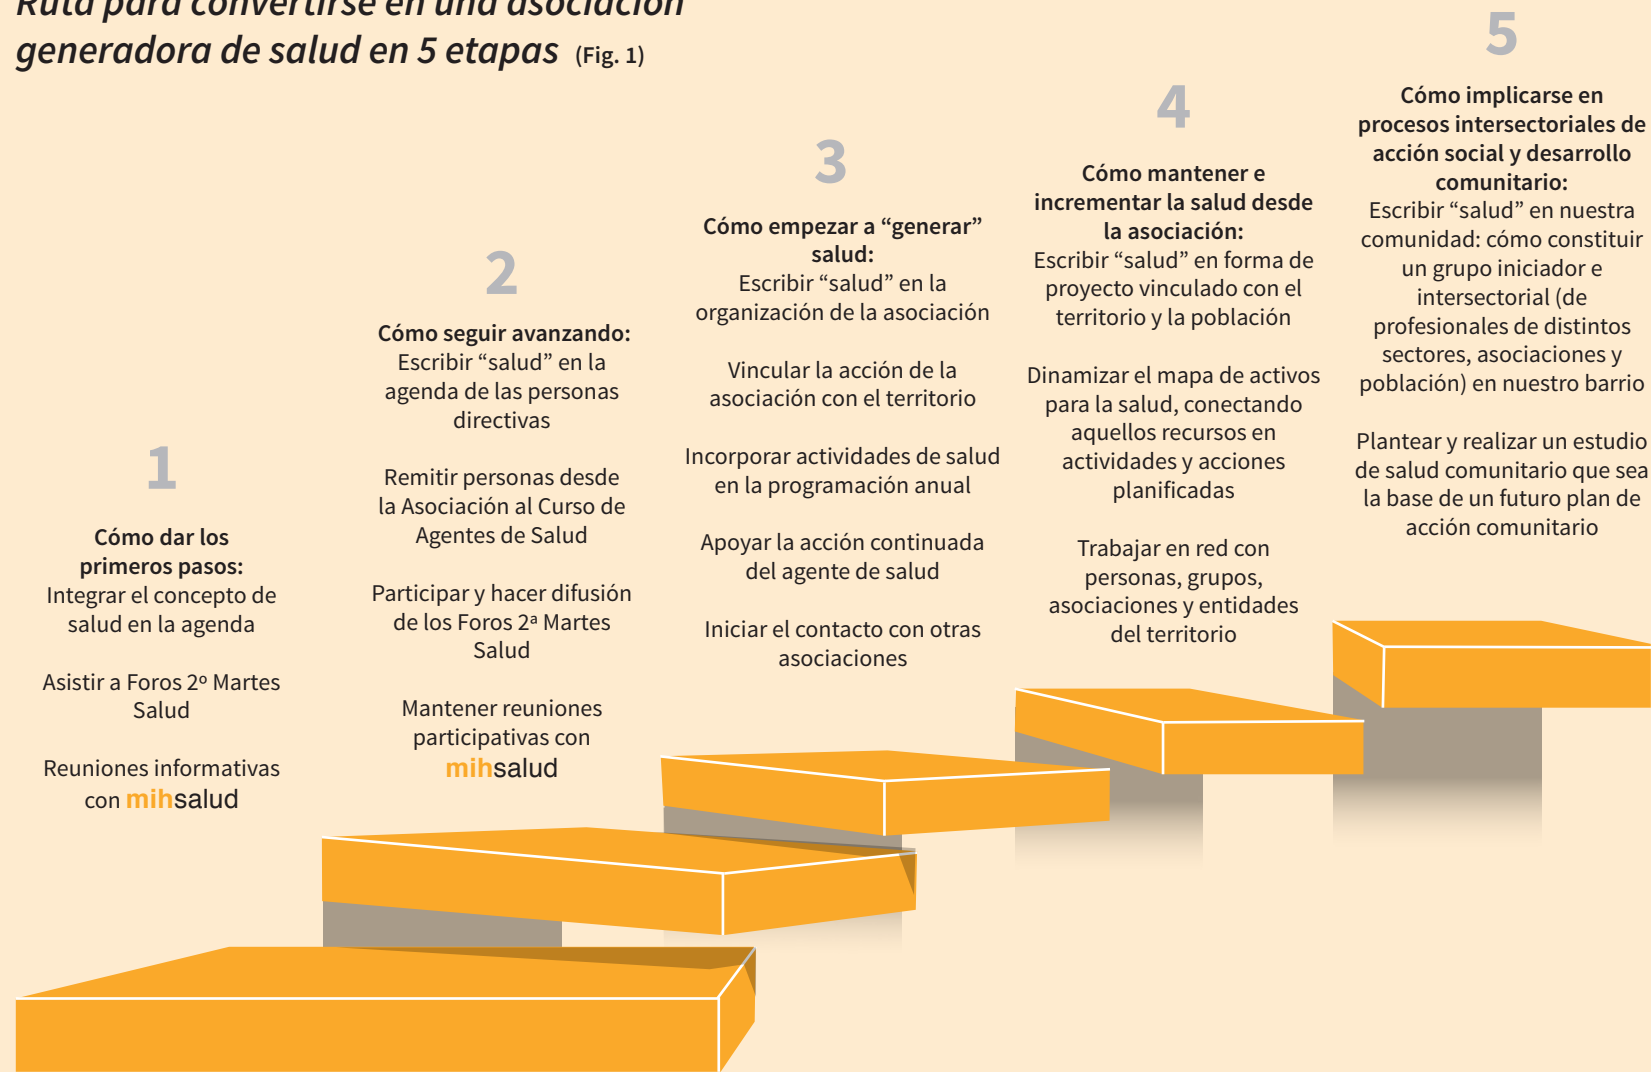 Ruta para convertirse en una asociación
generadora de salud en 5 etapas (Fig. 1)
1
Cómo dar los
primeros pasos:
Integrar el concepto de
salud en la agenda
Asistir a Foros 2º Martes
Salud
Reuniones informativas
con mihsalud
2
Cómo seguir avanzando:
Escribir “salud” en la
agenda de las personas
directivas
Remitir personas desde
la Asociación al Curso de
Agentes de Salud
Participar y hacer difusión
de los Foros 2ª Martes
Salud
Mantener reuniones
participativas con
mihsalud
3
Cómo empezar a “generar”
salud:
Escribir “salud” en la
organización de la asociación
Vincular la acción de la
asociación con el territorio
Incorporar actividades de salud
en la programación anual
Apoyar la acción continuada
del agente de salud
Iniciar el contacto con otras
asociaciones
4
Cómo mantener e
incrementar la salud desde
la asociación:
Escribir “salud” en forma de
proyecto vinculado con el
territorio y la población
Dinamizar el mapa de activos
para la salud, conectando
aquellos recursos en
actividades y acciones
planificadas
Trabajar en red con
personas, grupos,
asociaciones y entidades
del territorio
5
Cómo implicarse en
procesos intersectoriales de
acción social y desarrollo
comunitario:
Escribir “salud” en nuestra
comunidad: cómo constituir
un grupo iniciador e
intersectorial (de
profesionales de distintos
sectores, asociaciones y
población) en nuestro barrio
Plantear y realizar un estudio
de salud comunitario que sea
la base de un futuro plan de
acción comunitario